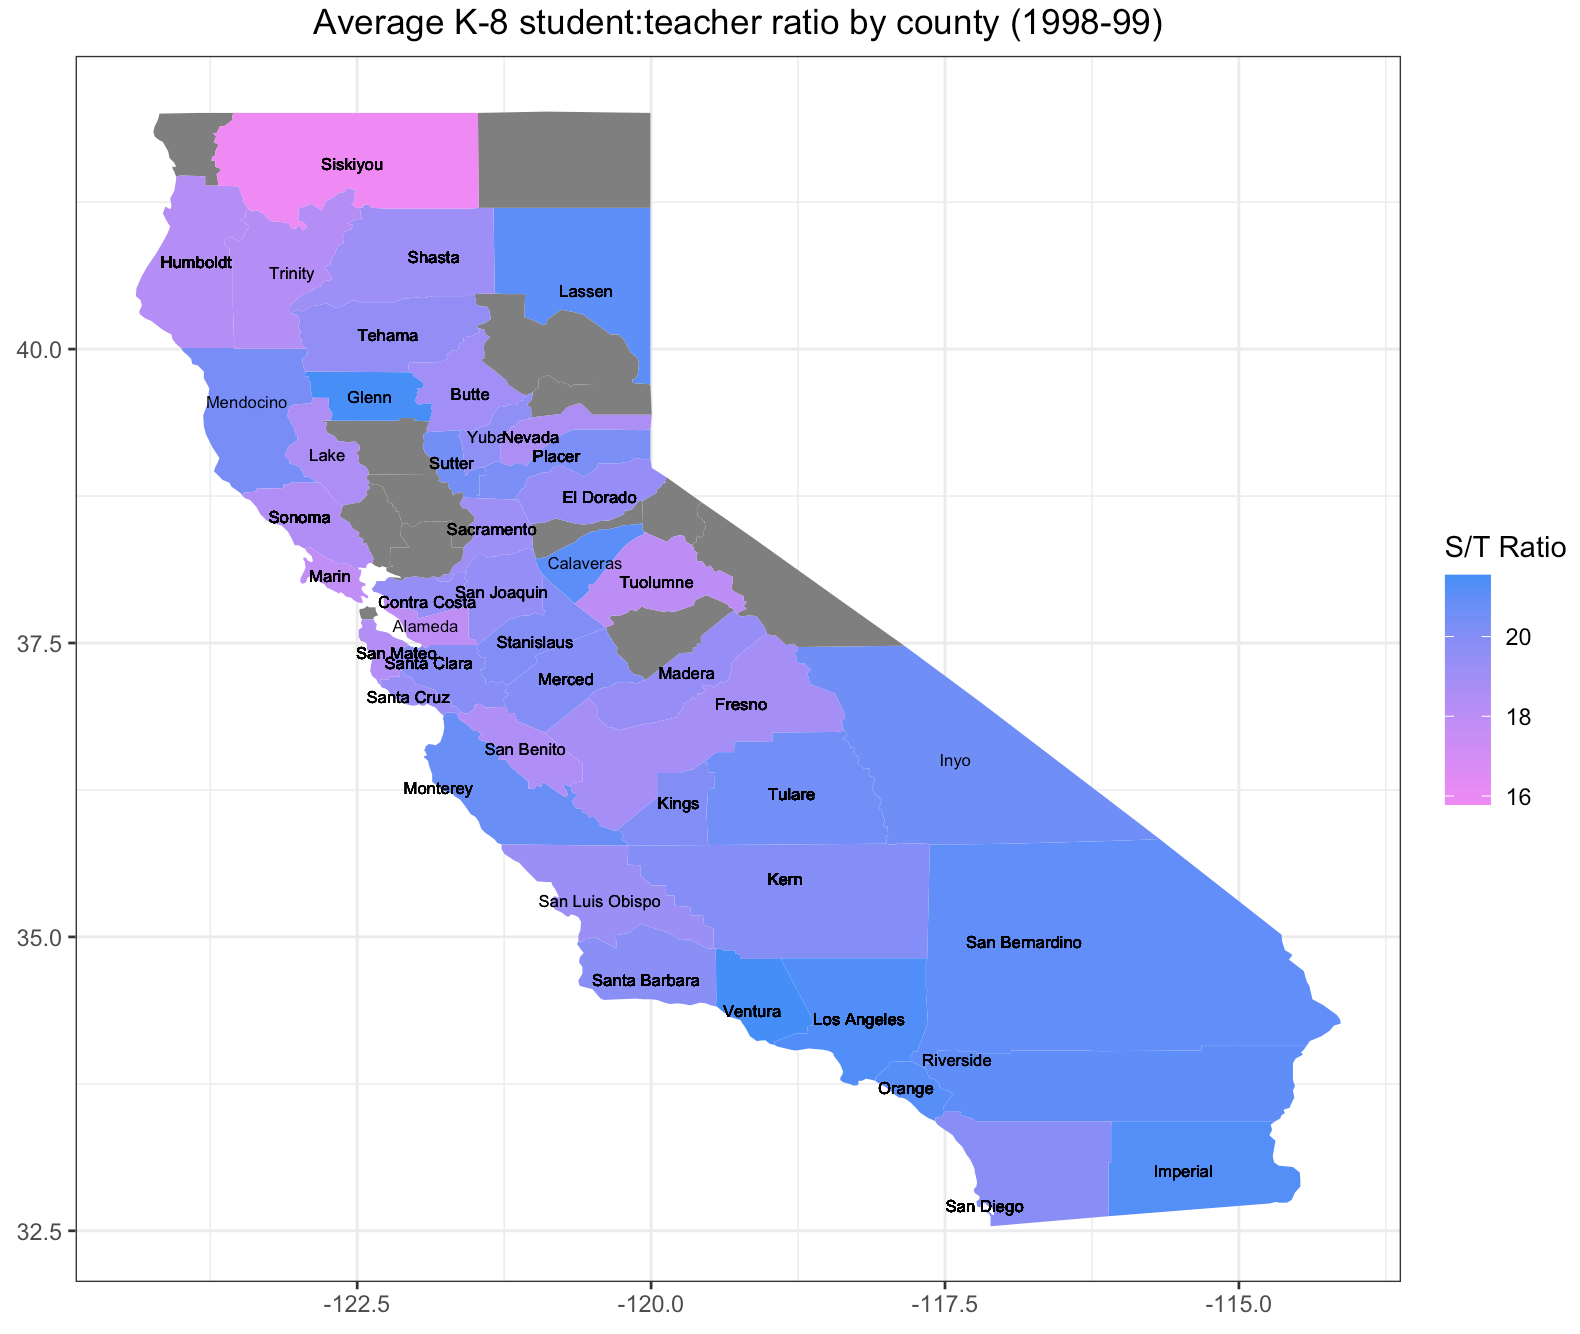 Average K-8 student:teacher ratio by county (1998-99)
Siskiyou
Humboldt
Trinity
Shasta
Lassen
Tehama
40.0
Butte
Glenn
Mendocino
Yuba
Nevada
Lake
Placer
Sutter
El Dorado
Sonoma
Sacramento
Calaveras
Marin
Tuolumne
San Joaquin
Contra Costa
Alameda
37.5
Stanislaus
San Mateo
Santa Clara
Merced
Madera
Santa Cruz
Fresno
San Benito
Inyo
Monterey
Tulare
Kings
Kern
San Luis Obispo
35.0
San Bernardino
Santa Barbara
Ventura
Los Angeles
Riverside
Orange
Imperial
San Diego
32.5
-122.5
-120.0
-117.5
-115.0
S/T Ratio
20
18
16